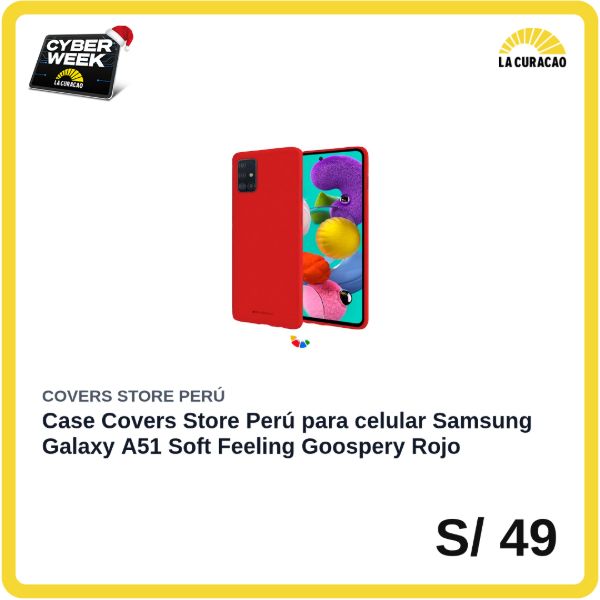 CYBER
WEEK
LA CURACAO
LA CURACAO
COVERS STORE PERÚ
Case Covers Store Perú para celular Samsung
Galaxy A51 Soft Feeling Goospery Rojo
S/ 49